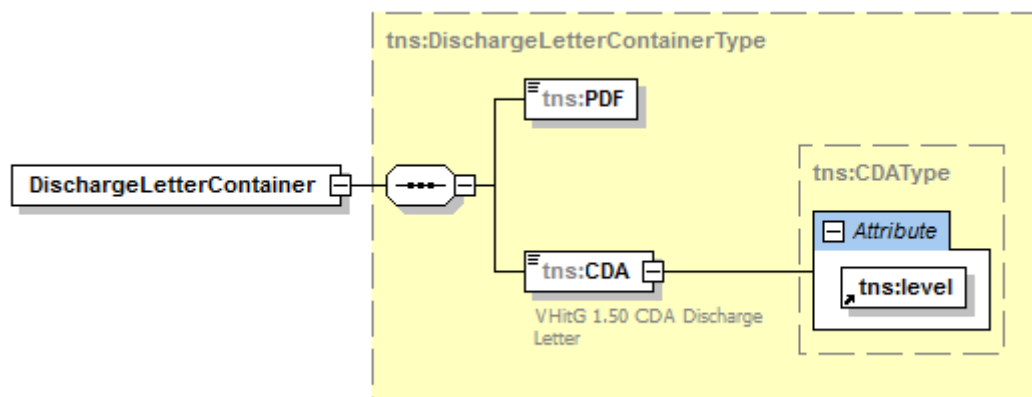 tns:DischargeLetterContainerType
tns:PDF
DischargeLetterContainer
tns:CDAType
Attribute
tns:CDA
tns:level
VHitG 1.50 CDA Discharge
Letter